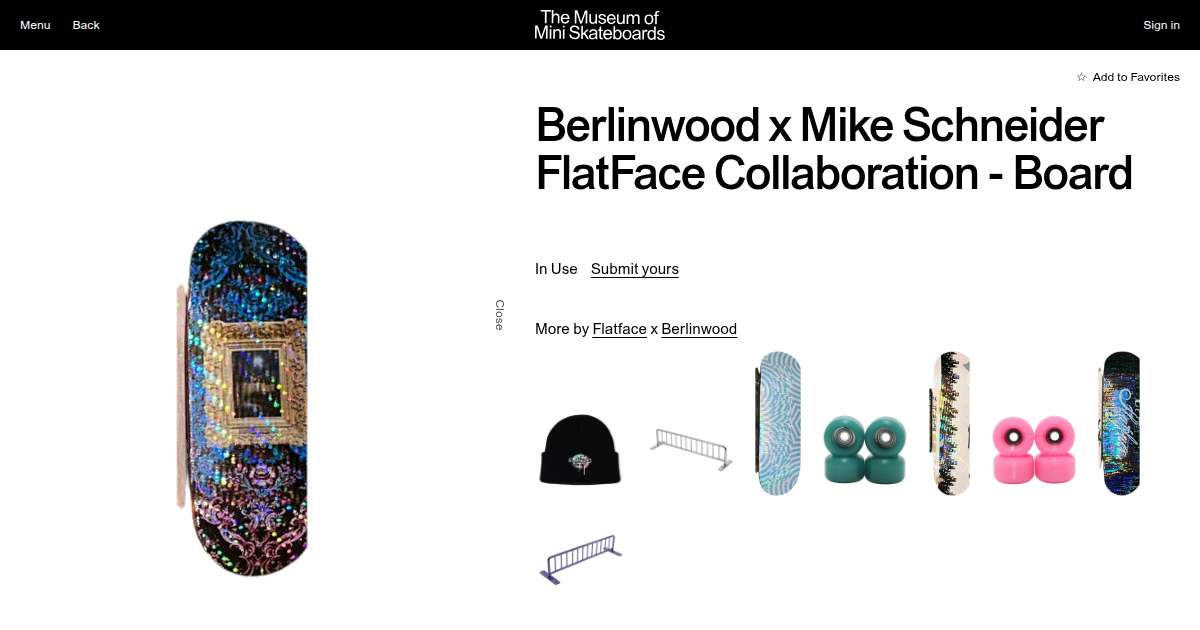 Menu Back
The Museum of
Mini Skateboards
Sign in
☆ Add to Favorites
Berlinwood x Mike Schneider
FlatFace Collaboration - Board
In Use Submit yours
Close
More by Flatface x Berlinwood